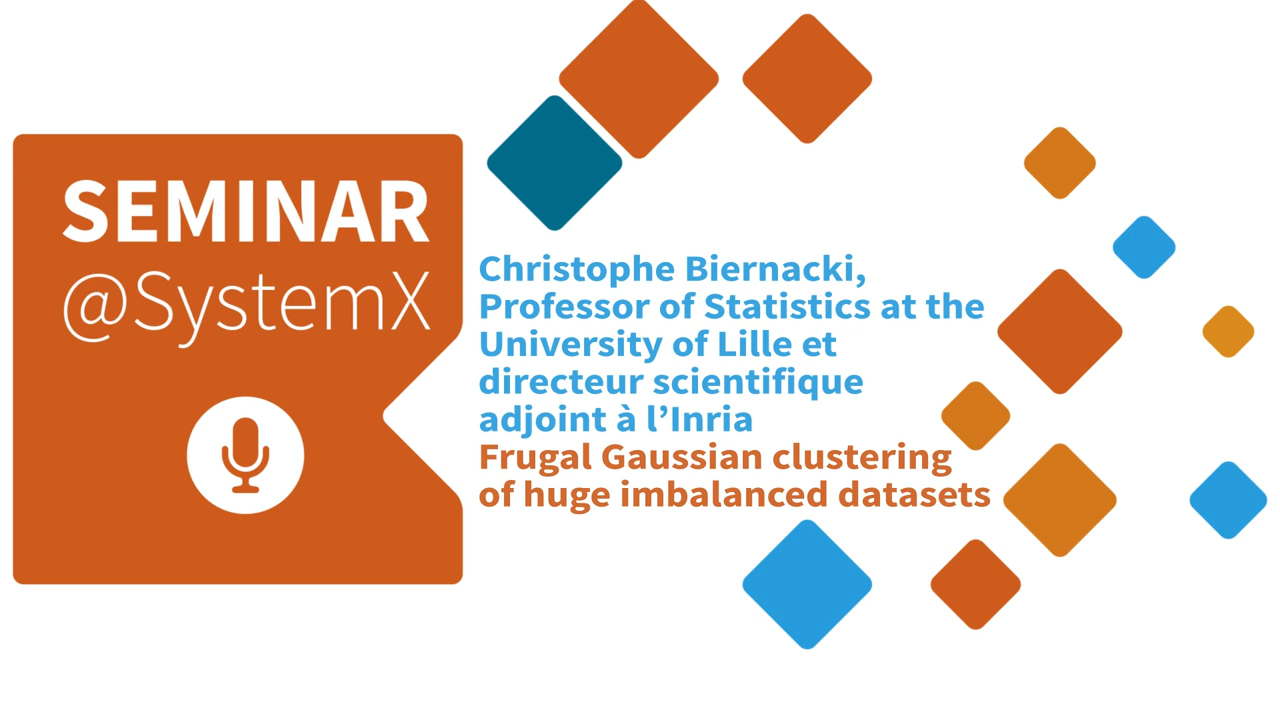 SEMINAR
@SystemX
Christophe Biernacki,
Professor of Statistics at the
University of Lille et
directeur scientifique
adjoint à l’Inria
Frugal Gaussian clustering
of huge imbalanced datasets